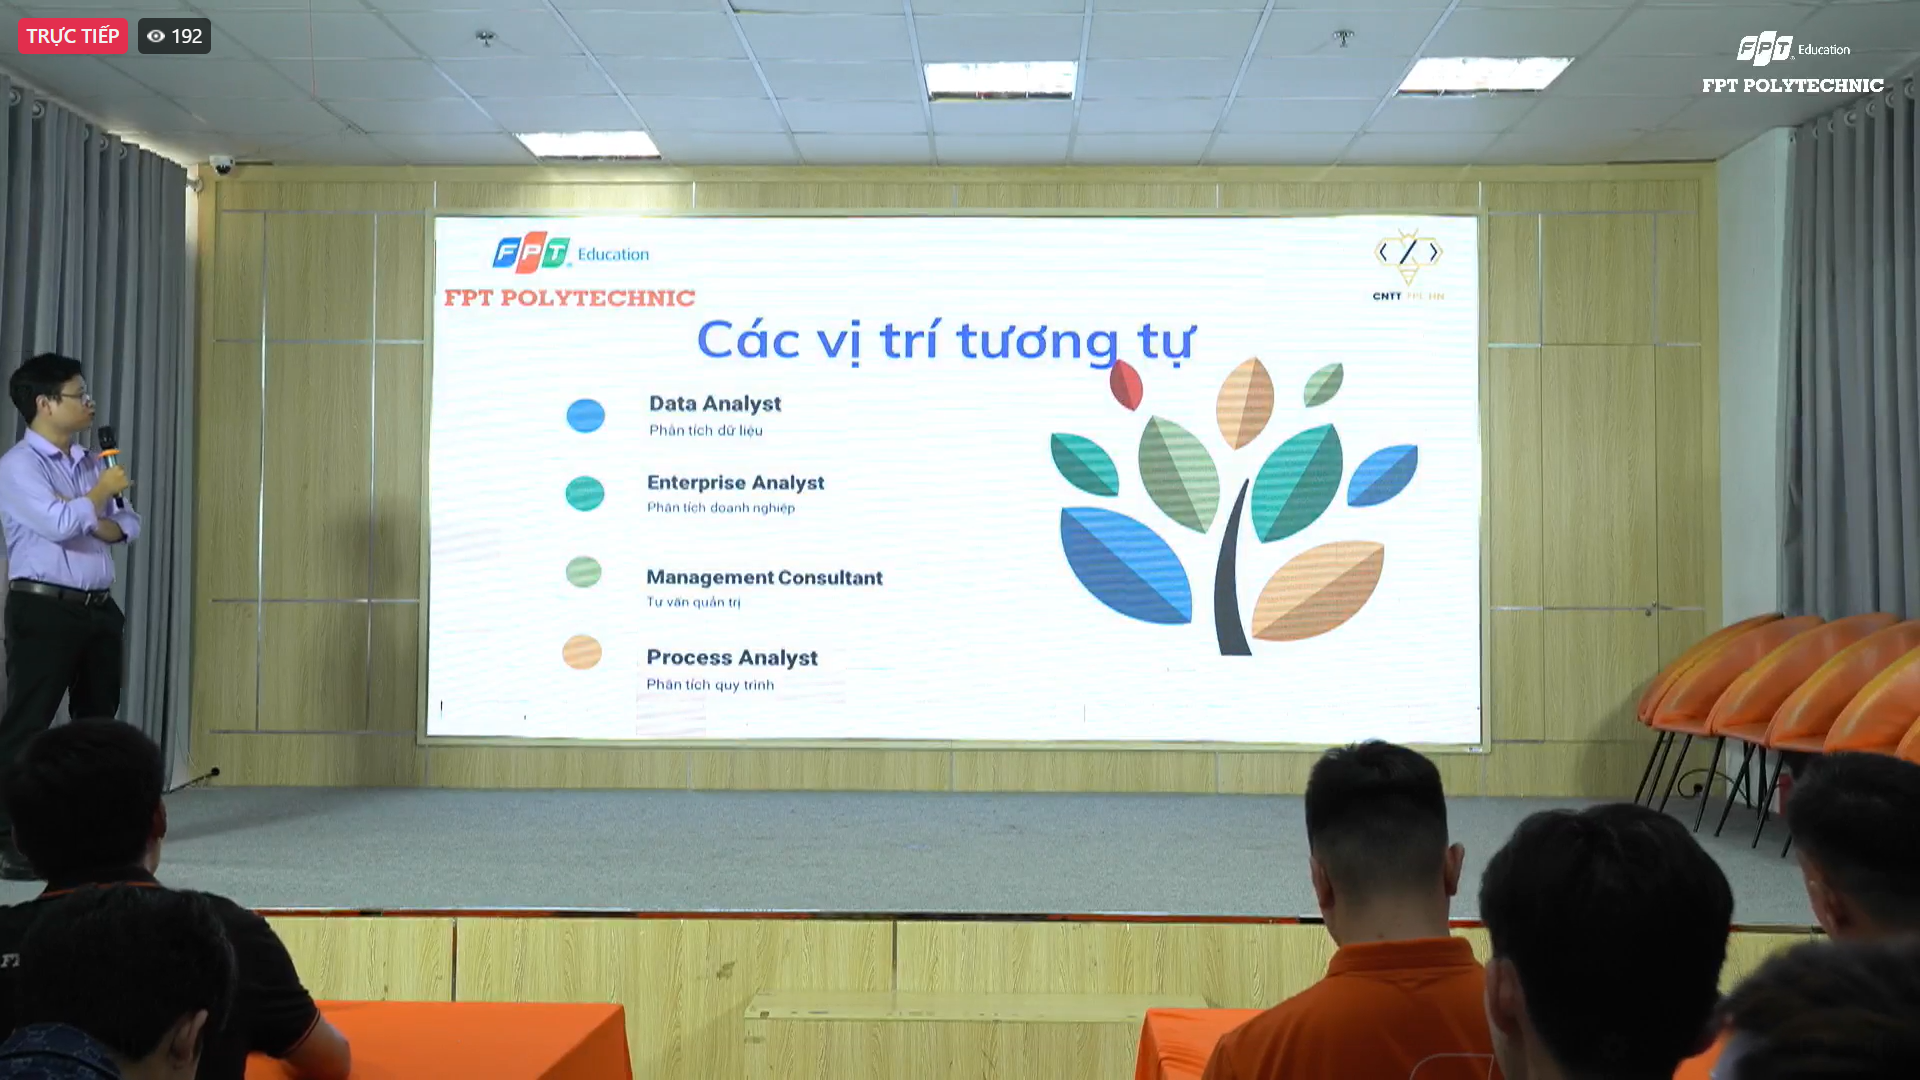 TRỰC TIẾP
192
FPT Education
FPT POLYTECHNIC
FPT Education
FPT POLYTECHNIC
CNTT FPL HN
Các vị trí tương tự
Data Analyst
Phân tích dữ liệu
Enterprise Analyst
Phân tích doanh nghiệp
Management Consultant
Tư vấn quản trị
Process Analyst
Phân tích quy trình